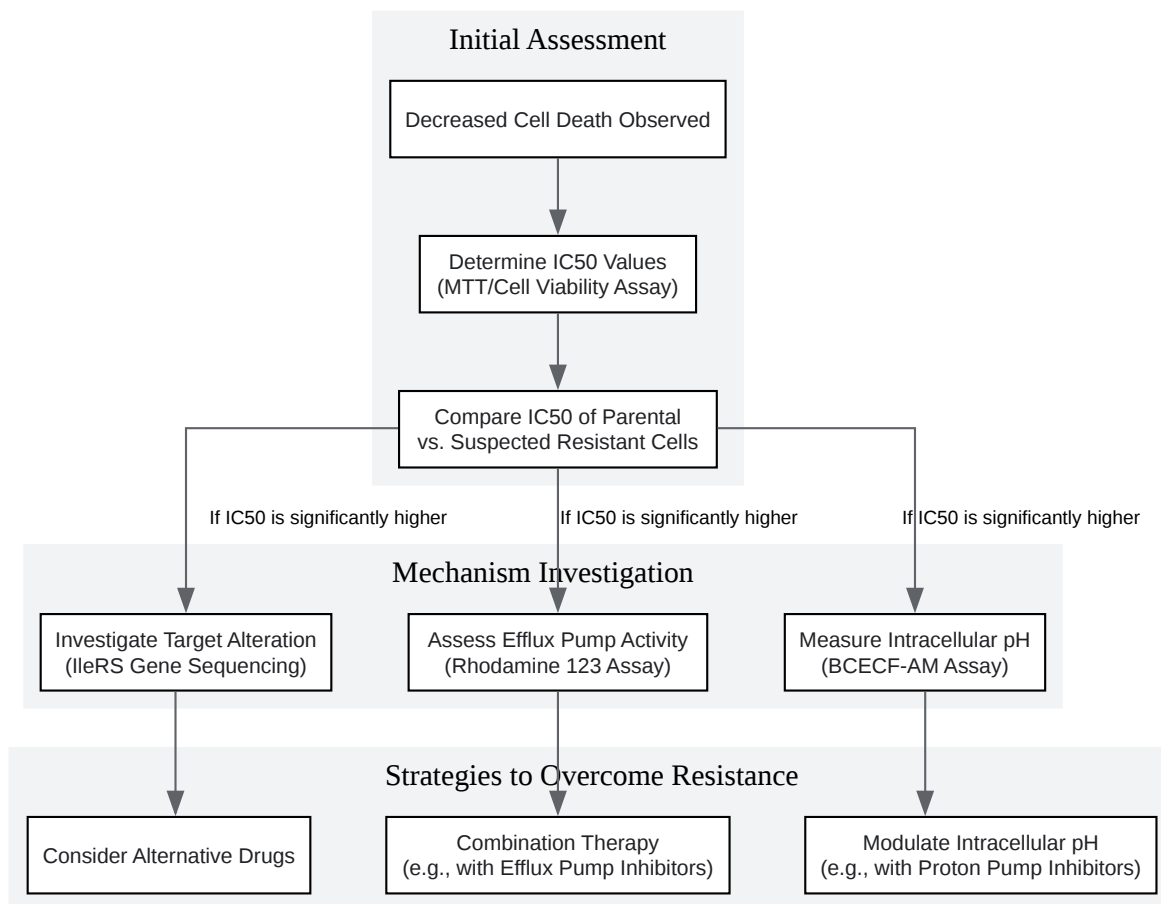 Initial Assessment
Decreased Cell Death Observed
Determine IC50 Values
(MTT/Cell Viability Assay)
Compare IC50 of Parental
vs. Suspected Resistant Cells
If IC50 is significantly higher
If IC50 is significantly higher
If IC50 is significantly higher
Mechanism Investigation
Investigate Target Alteration
(IleRS Gene Sequencing)
Assess Efflux Pump Activity
(Rhodamine 123 Assay)
Measure Intracellular pH
(BCECF-AM Assay)
Strategies to Overcome Resistance
Consider Alternative Drugs
Combination Therapy
(e.g., with Efflux Pump Inhibitors)
Modulate Intracellular pH
(e.g., with Proton Pump Inhibitors)